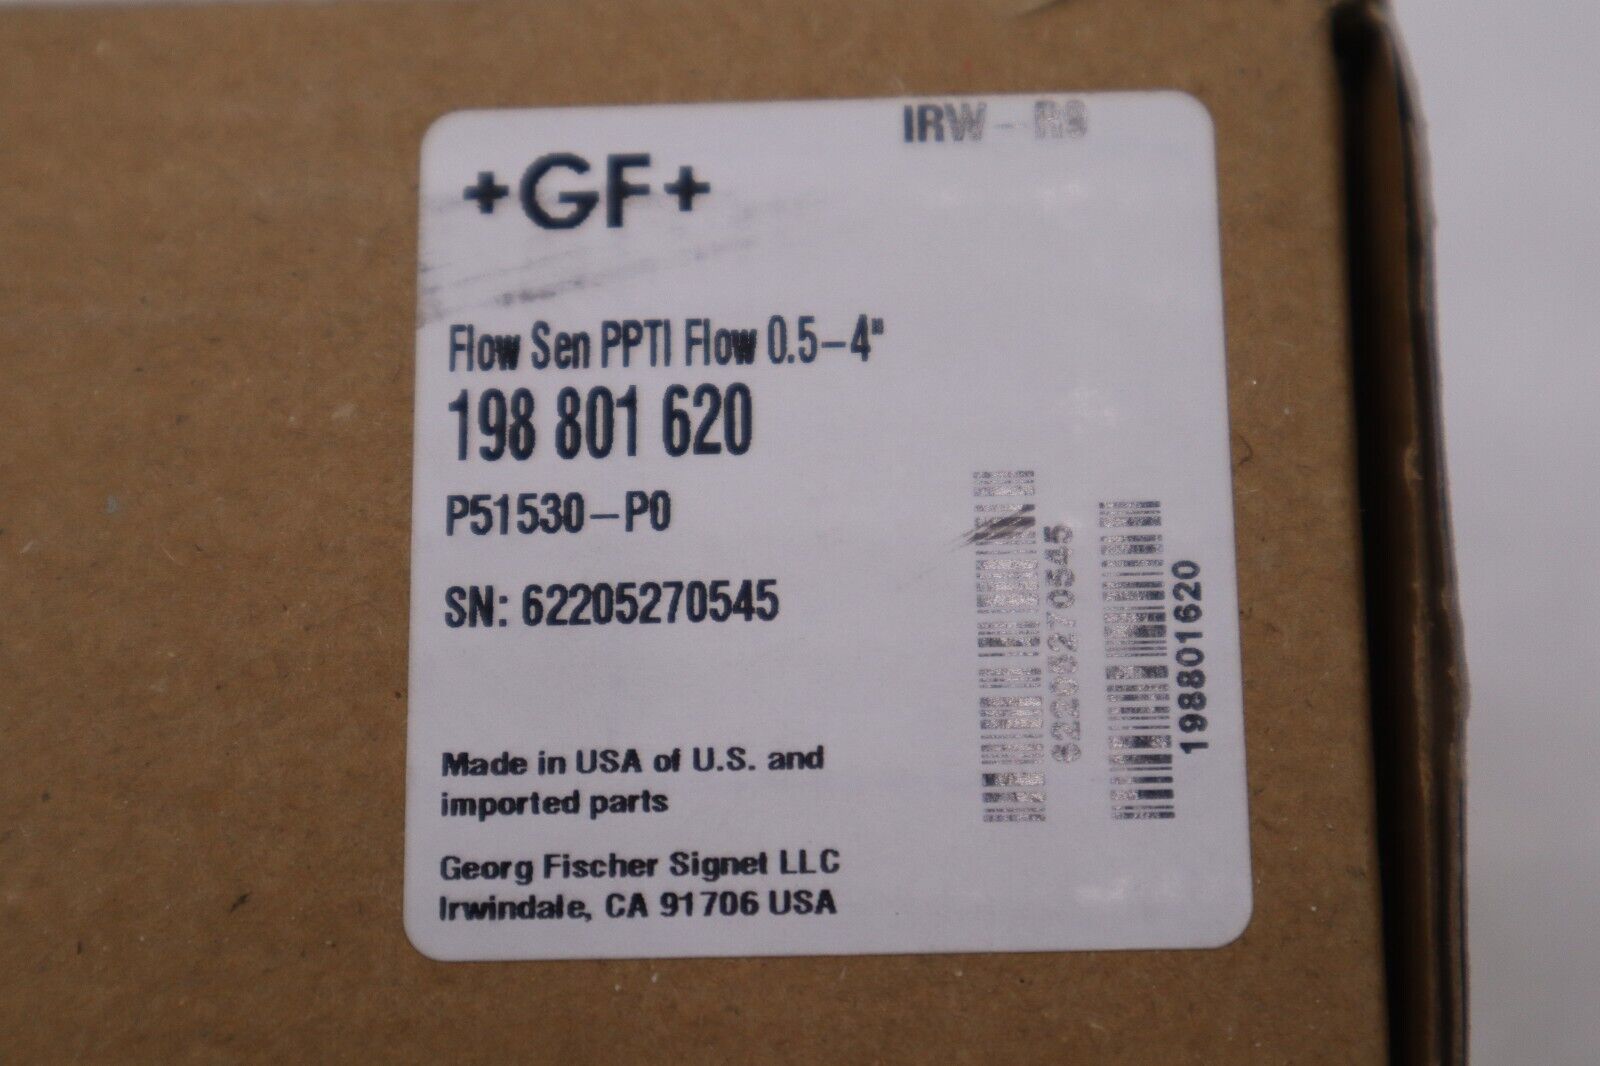 IRW-R9
+GF+
Flow Sen PPTI Flow 0.5-4"
198 801 620
P51530-P0
SN: 62205270545
62205270545
198801620
Made in USA of U.S. and
imported parts
Georg Fischer Signet LLC
Irwindale, CA 91706 USA